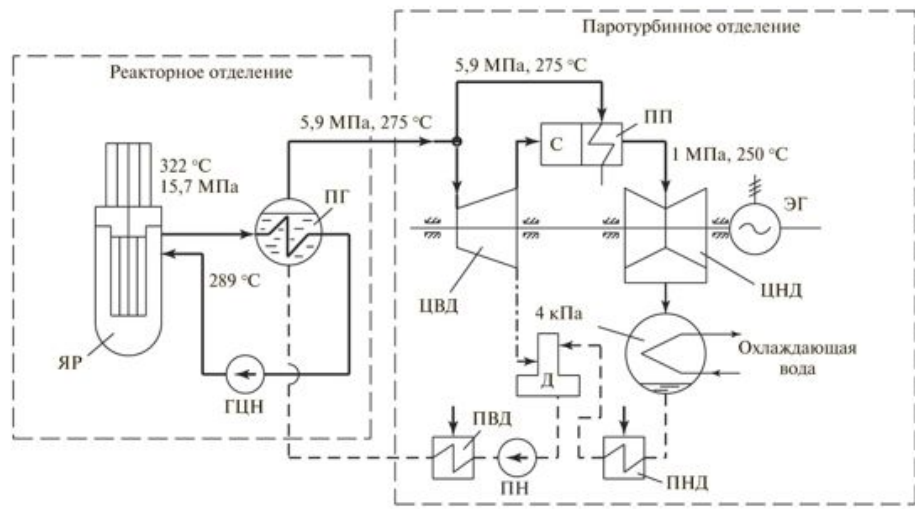 Паротурбинное отделение
Реакторное отделение
5,9 МПа, 275 °С
5,9 МПа, 275 °С
ПП
С
1 МПа, 250 °С
322 °С
15,7 МПа
ПГ
ЭГ
289 °С
ЦВД
ЦНД
4 кПа
Охлаждающая
вода
ЯР
Д
ГЦН
ПВД
ПН
ПНД